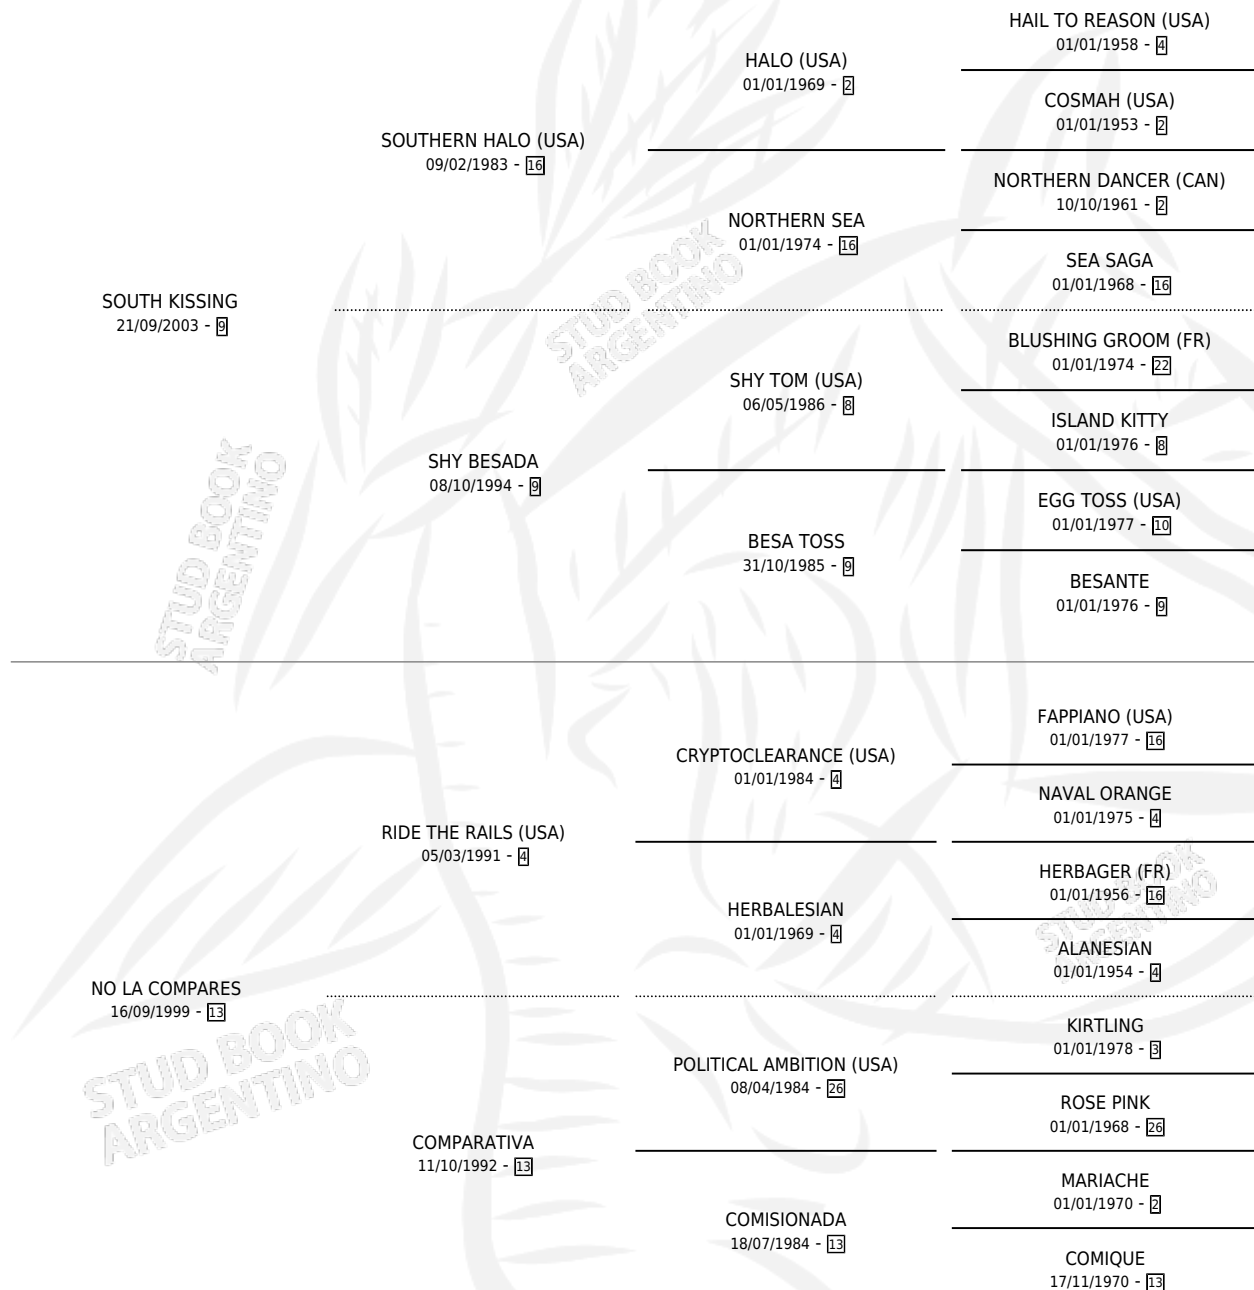 HAIL TO REASON (USA)
01/01/1958 - 4
HALO (USA)
01/01/1969 - 2
COSMAH (USA)
01/01/1953 - 2
SOUTHERN HALO (USA)
09/02/1983 - 16
NORTHERN DANCER (CAN)
10/10/1961 - 2
NORTHERN SEA
01/01/1974 - 16
SEA SAGA
01/01/1968 - 16
STUD BOOK
ARGENTINO
SOUTH KISSING
21/09/2003 - 9
BLUSHING GROOM (FR)
01/01/1974 - 22
SHY TOM (USA)
06/05/1986 - 8
ISLAND KITTY
01/01/1976 - 8
SHY BESADA
08/10/1994 - 9
EGG TOSS (USA)
01/01/1977 - 10
BESA TOSS
31/10/1985 - 9
BESANTE
01/01/1976 - 9
STUD BOOK
ARGENTINO
FAPPIANO (USA)
01/01/1977 - 16
CRYPTOCLEARANCE (USA)
01/01/1984 - 4
NAVAL ORANGE
01/01/1975 - 4
RIDE THE RAILS (USA)
05/03/1991 - 4
HERBAGER (FR)
01/01/1956 - 16
HERBALESIAN
01/01/1969 - 4
ALANESIAN
01/01/1954 - 4
STUD BOOK
ARGENTINO
NO LA COMPARES
16/09/1999 - 13
KIRTLING
01/01/1978 - 3
POLITICAL AMBITION (USA)
08/04/1984 - 26
ROSE PINK
01/01/1968 - 26
STUD BOOK
ARGENTINO
COMPARATIVA
11/10/1992 - 13
MARIACHE
01/01/1970 - 2
COMISIONADA
18/07/1984 - 13
COMIQUE
17/11/1970 - 13